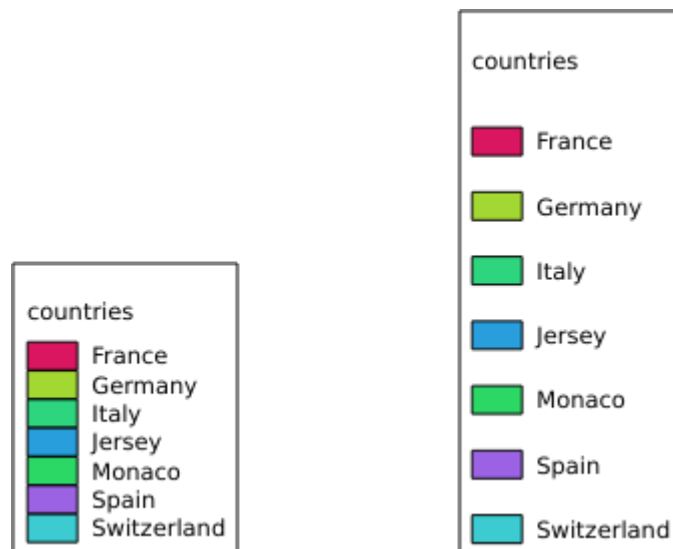 countries
France
Germany
Italy
Jersey
Monaco
Spain
Switzerland
countries
France
Germany
Italy
Jersey
Monaco
Spain
Switzerland